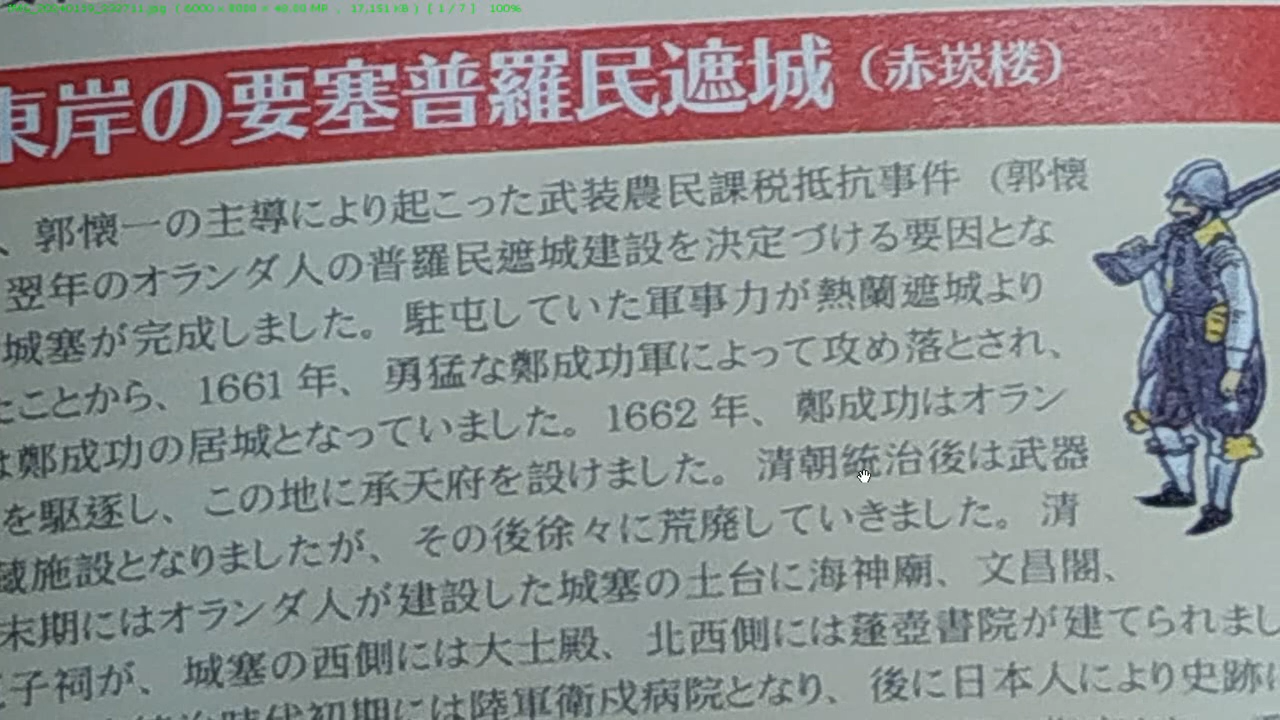 東岸の要塞普羅民遮城（赤崁楼）
、郭懐一の主導により起こった武装農民課税抵抗事件 (郭懐
翌年のオランダ人の普羅民遮城建設を決定づける要因とな
城塞が完成しました。駐屯していた軍事力が熱蘭遮城より
たことから、1661 年、勇猛な鄭成功軍によって攻め落とされ、
は鄭成功の居城となっていました。1662 年、鄭成功はオラン
を駆逐し、この地に承天府を設けました。清朝統治後は武器
蔵施設となりましたが、その後徐々に荒廃していきました。清
末期にはオランダ人が建設した城塞の土台に海神廟、文昌閣、
子祠が、城塞の西側には大士殿、北西側には蓬壺書院が建てられまし
時代初期には陸軍衛戍病院となり、後に日本人により史跡に